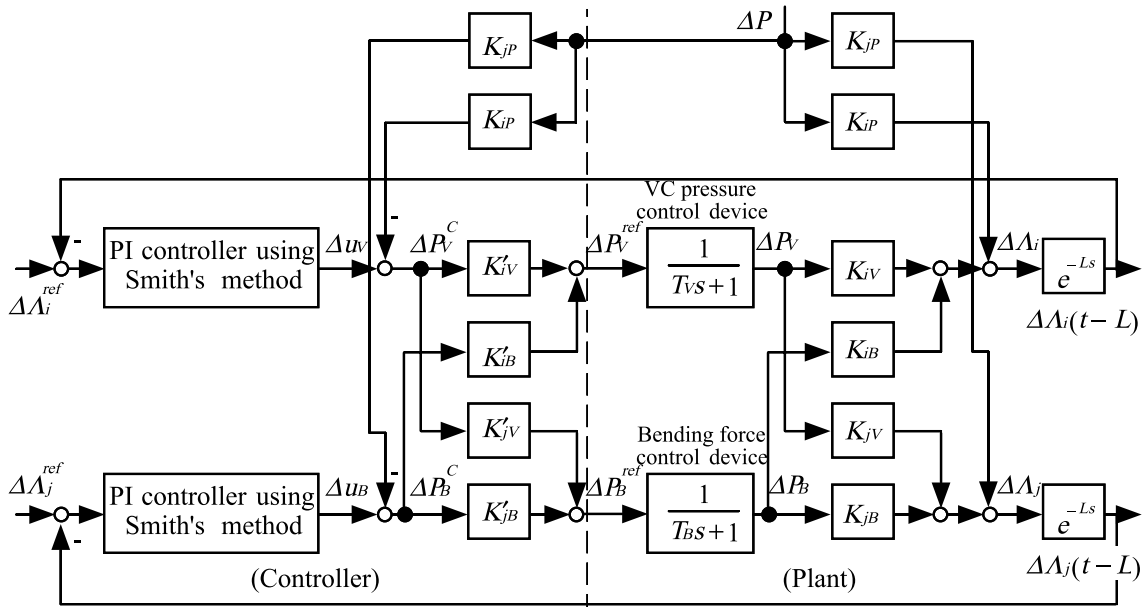 ΔP
K_jP
K_jP
K_iP
K_iP
VC pressure
control device
PI controller using
Smith's method
Δu_V
-
-
ΔP_V^C
K'_iV
ΔP_V^ref
1
T_V s+1
ΔP_V
K_iV
ΔΛ_i
e^-Ls
ΔΛ_i^ref
ΔΛ_i(t−L)
K'_iB
K_iB
K'_jV
K_jV
Bending force
control device
ΔΛ_j^ref
-
PI controller using
Smith's method
Δu_B
-
ΔP_B^C
K'_jB
ΔP_B^ref
1
T_B s+1
ΔP_B
K_jB
ΔΛ_j
e^-Ls
ΔΛ_j(t−L)
(Controller)
(Plant)